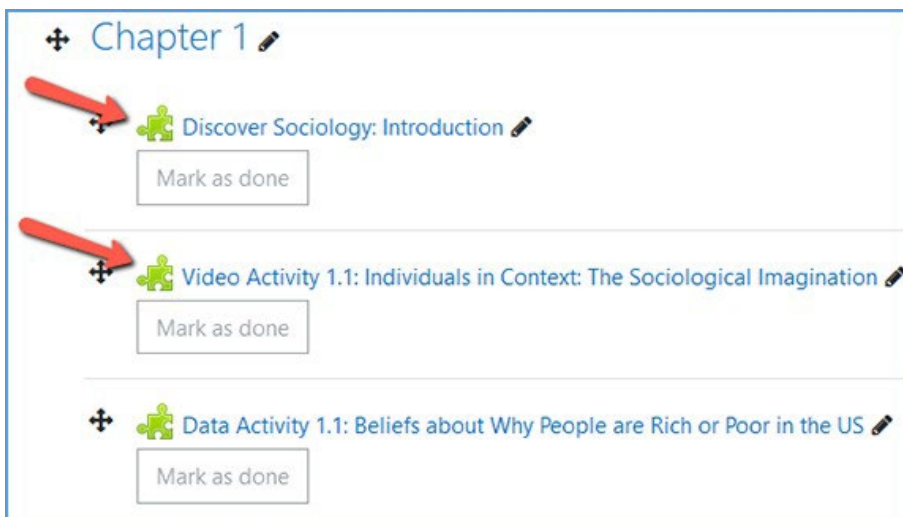 Chapter 1
Discover Sociology: Introduction
Mark as done
Video Activity 1.1: Individuals in Context: The Sociological Imagination
Mark as done
Data Activity 1.1: Beliefs about Why People are Rich or Poor in the US
Mark as done